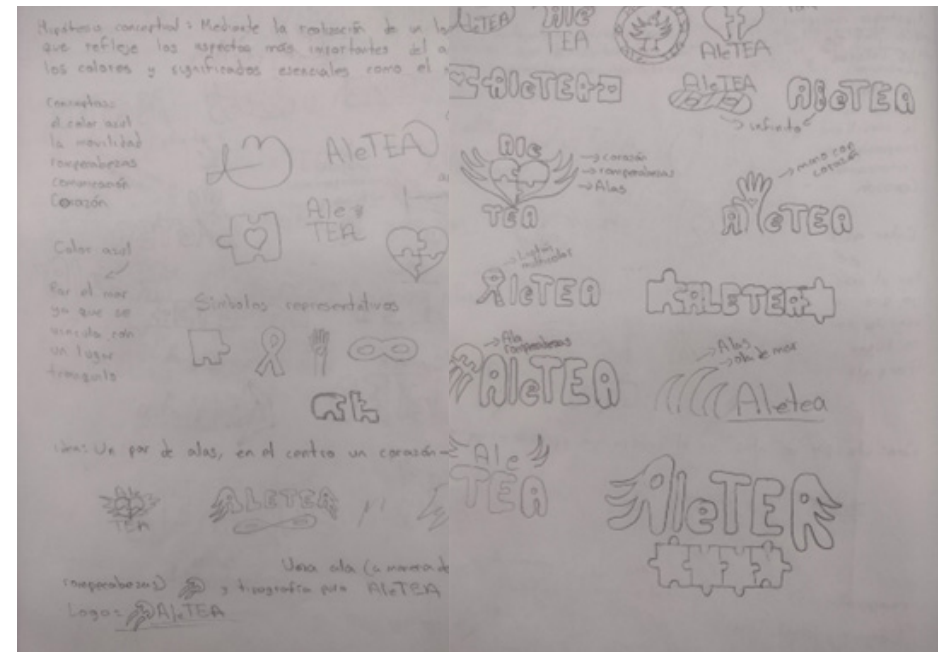 Hipótesis conceptual: Mediante la realización de un lo
que refleje los aspectos más importantes del a
los colores y significados esenciales como el
Conceptos:
el color azul
la movilidad
rompecabezas
comunicación
Corazón
Color azul
Por el mar
ya que se
vincula con
un lugar
tranquilo
AleTEA
Ale
TEA
Símbolos representativos
idea: Un par de alas, en el centro un corazón
TEA
ALETEA
Una ala (a manera de
rompecabezas) y tipografía para AleTEA
Logo: AleTEA
AleTEA
Ale
TEA
AleTEA
AleTEA
AleTEA
infinito
AleTEA
Ale
TEA
corazón
rompecabezas
Alas
mano con
corazón
AleTEA
Listón
AleTEA
ALETEA
Ala
rompecabezas
AleTEA
Alas
ola de mar
Aletea
Ale
TEA
AleTEA